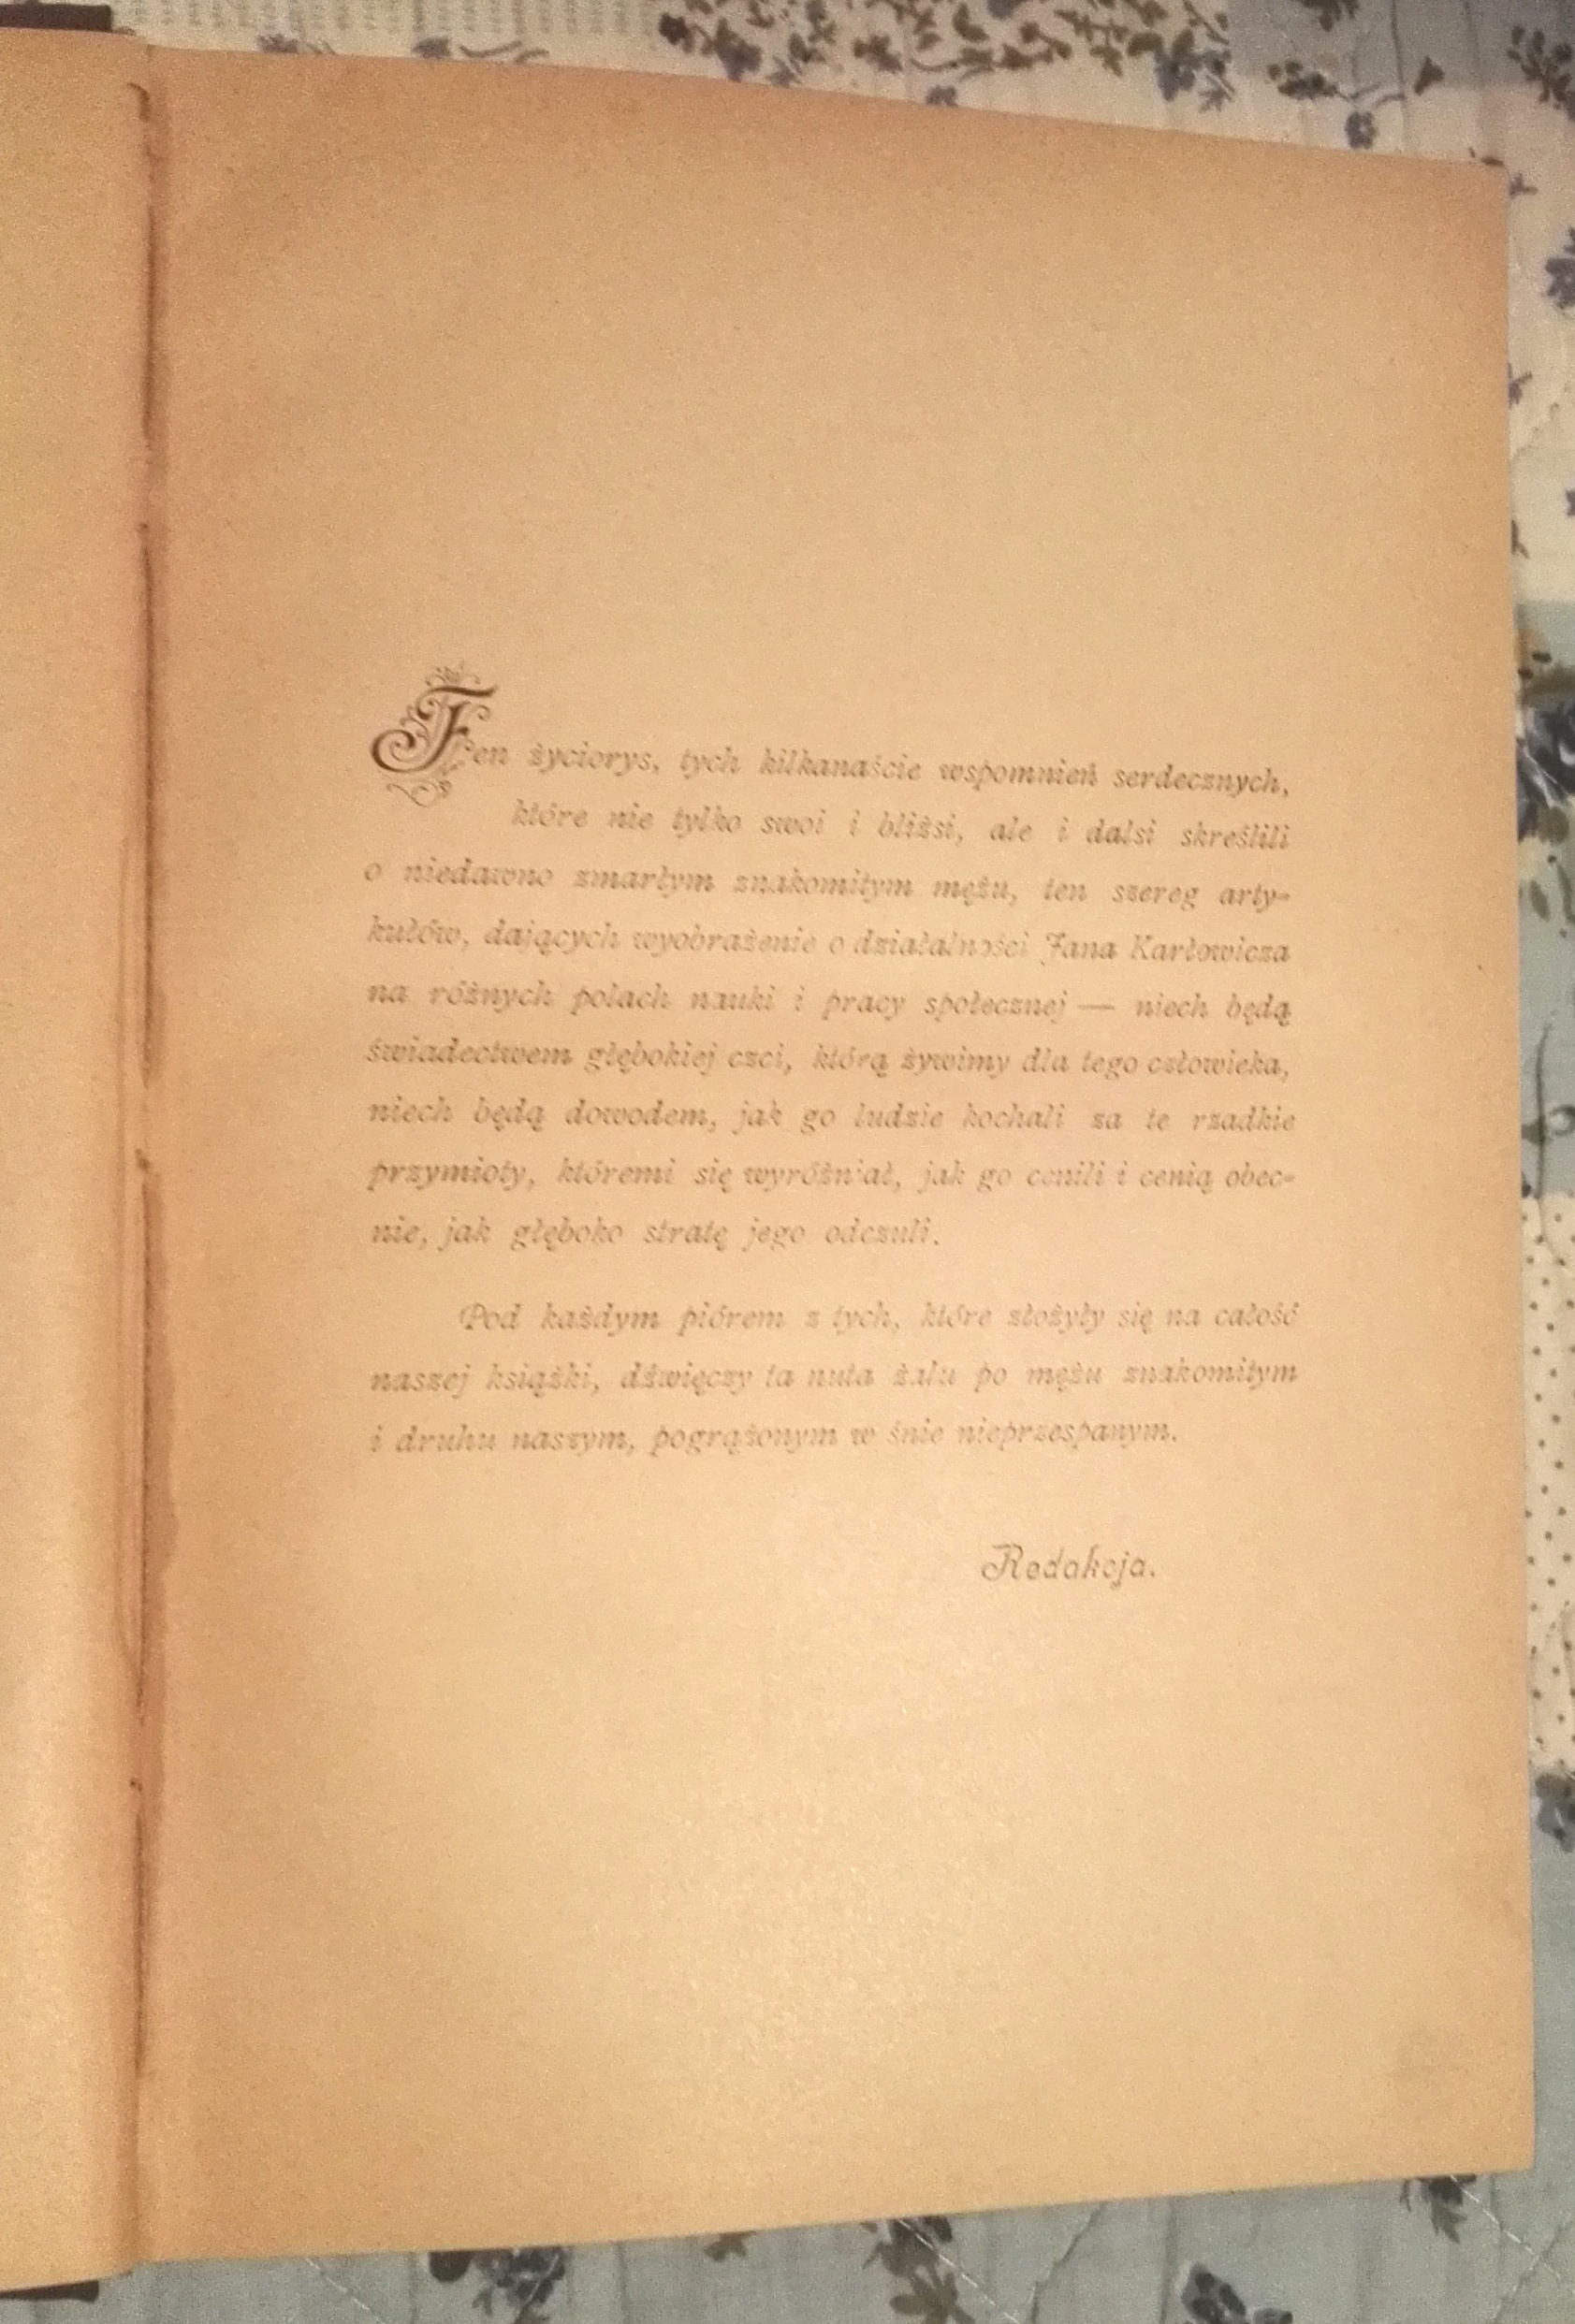 Ten życiorys, tych kilkanaście wspomnień serdecznych,
które nie tylko swoi i bliżsi, ale i dalsi skreślili
o niedawno zmarłym znakomitym mężu, ten szereg arty-
kułów, dających wyobrażenie o działalności Jana Karłowicza
na różnych polach nauki i pracy społecznej — niech będą
świadectwem głębokiej czci, którą żywimy dla tego człowieka,
niech będą dowodem, jak go ludzie kochali za te rzadkie
przymioty, któremi się wyróżniał, jak go cenili i cenią obec-
nie, jak głęboko stratę jego odczuli.
Pod każdym piórem z tych, które złożyły się na całość
naszej książki, dźwięczy ta nuta żalu po mężu znakomitym
i druhu naszym, pogrążonym w śnie nieprzespanym.
Redakcja.